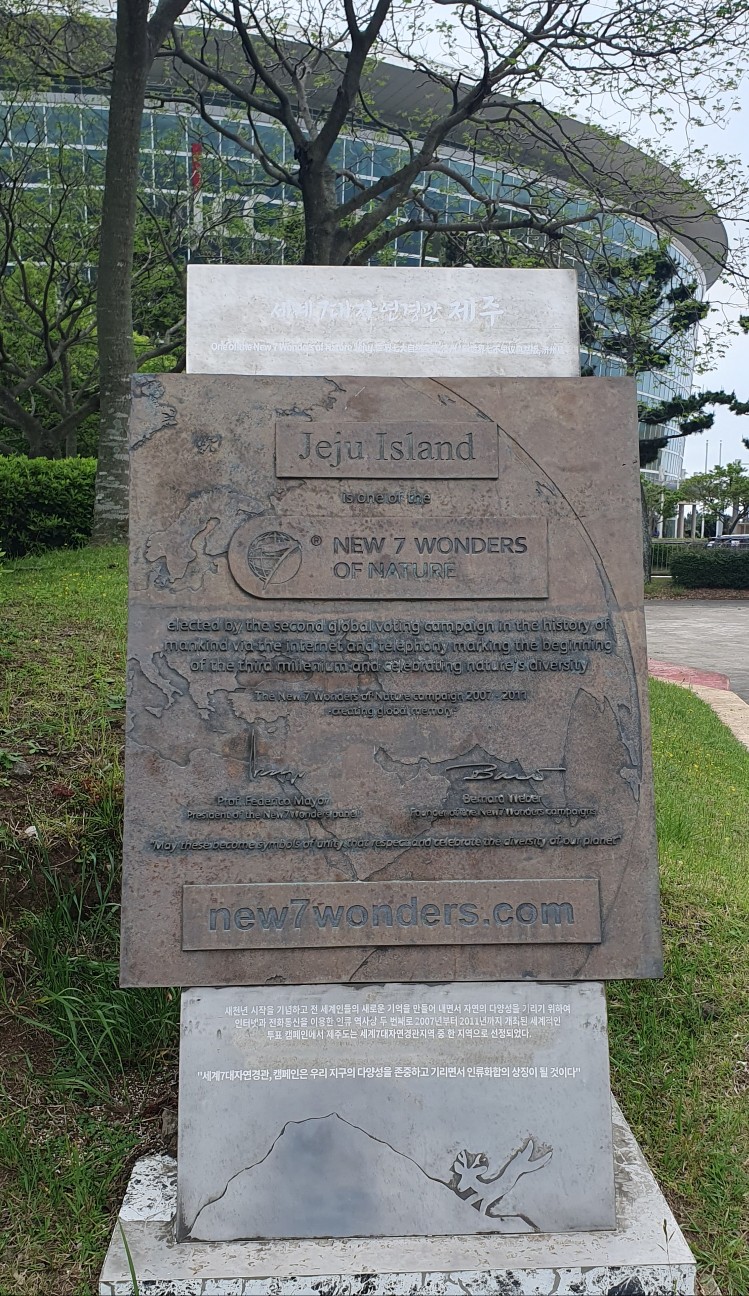 세계7대자연경관 제주
One of the New 7 Wonders of Nature Jeju
Jeju Island
is one of the
® NEW 7 WONDERS
OF NATURE
elected by the second global voting campaign in the history of
mankind via the internet and telephony marking the beginning
of the third millenium and celebrating nature's diversity
The New 7 Wonders of Nature campaign 2007 - 2011
-creating global memory-
Prof. Federico Mayor
Bernard Weber
President of the New7Wonders council
Founder of the New7Wonders campaigns
"May these become symbols of unity that respect and celebrate the diversity of our planet"
new7wonders.com
새천년 시작을 기념하고 전 세계인들의 새로운 기억을 만들어 내면서 자연의 다양성을 기리기 위하여
인터넷과 전화통신을 이용한 인류 역사상 두 번째로 2007년부터 2011년까지 개최된 세계적인
투표 캠페인에서 제주도는 세계7대자연경관지역 중 한 지역으로 선정되었다.
"세계7대자연경관, 캠페인은 우리 지구의 다양성을 존중하고 기리면서 인류화합의 상징이 될 것이다"